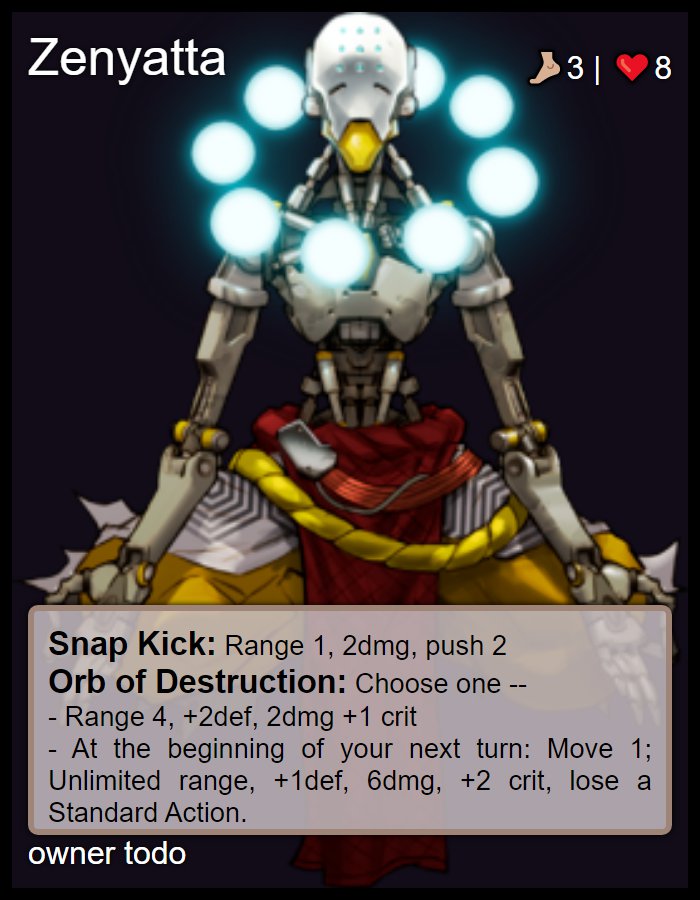 Zenyatta
🦶🏼3 | ❤️8
Snap Kick: Range 1, 2dmg, push 2
Orb of Destruction: Choose one --
- Range 4, +2def, 2dmg +1 crit
- At the beginning of your next turn: Move 1;
Unlimited range, +1def, 6dmg, +2 crit, lose a
Standard Action.
owner todo